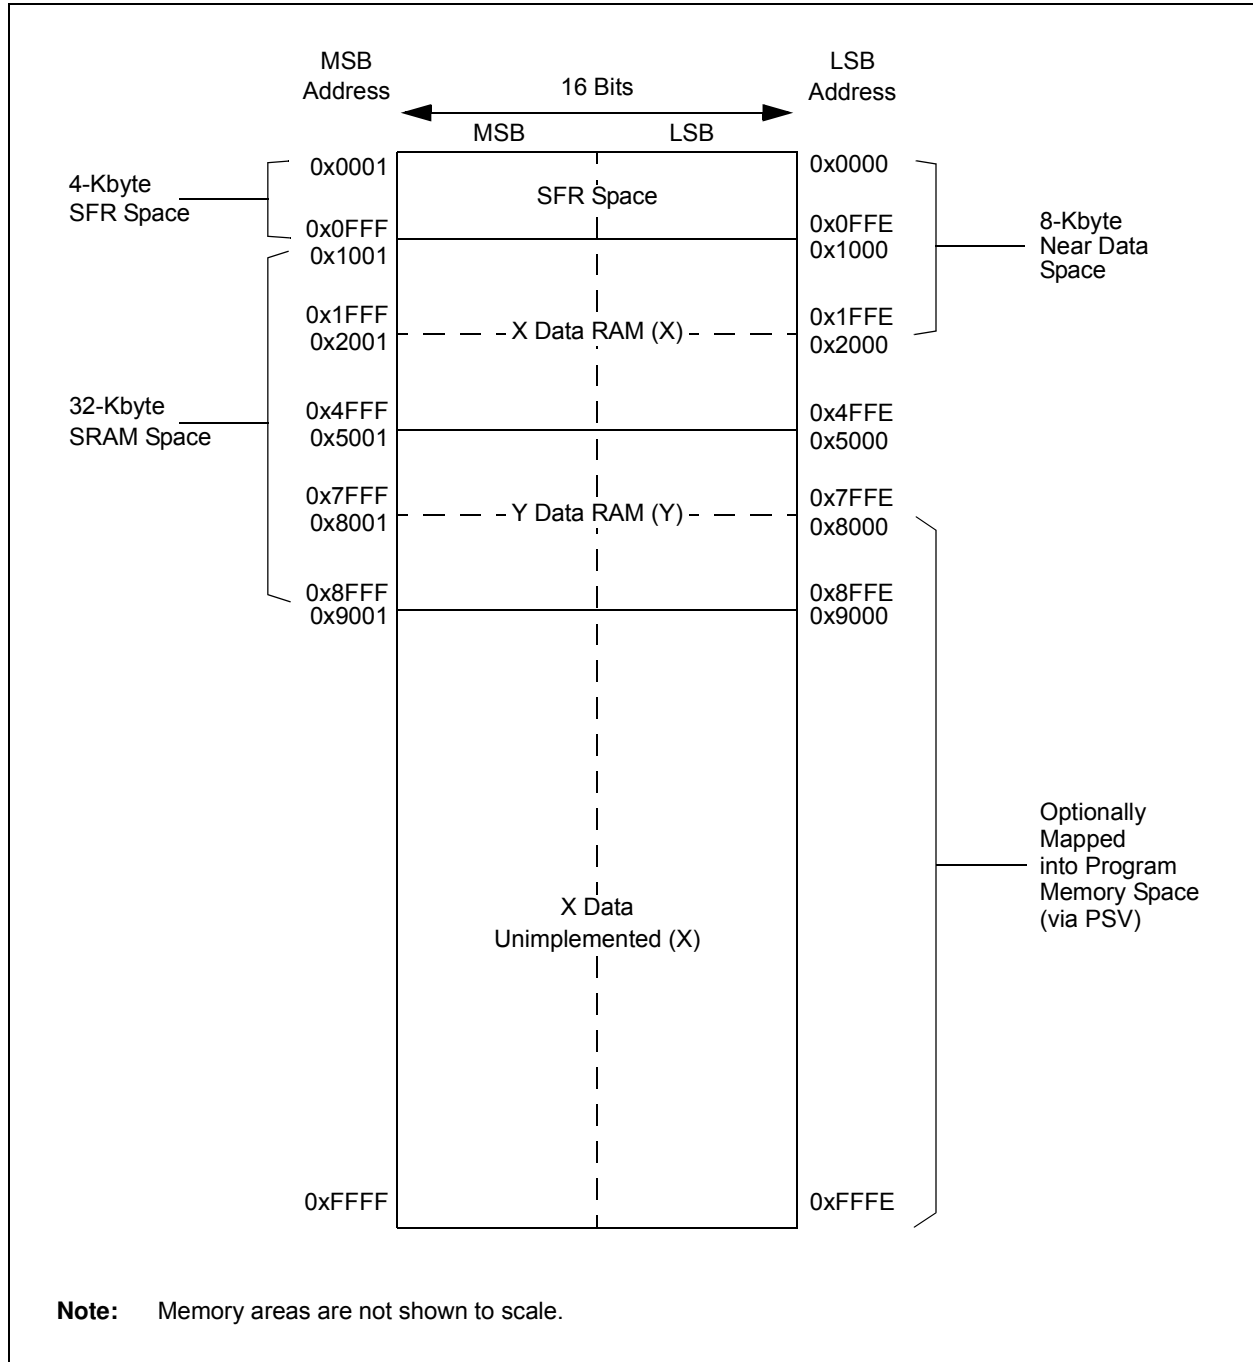 MSB
Address
16 Bits
LSB
Address
MSB
LSB
0x0001
0x0000
4-Kbyte
SFR Space
SFR Space
0x0FFF
0x1001
0x0FFE
0x1000
8-Kbyte
Near Data
Space
0x1FFF
0x2001
X Data RAM (X)
0x1FFE
0x2000
32-Kbyte
SRAM Space
0x4FFF
0x5001
0x4FFE
0x5000
0x7FFF
0x8001
Y Data RAM (Y)
0x7FFE
0x8000
0x8FFF
0x9001
0x8FFE
0x9000
Optionally
Mapped
into Program
Memory Space
(via PSV)
X Data
Unimplemented (X)
0xFFFF
0xFFFE
Note: Memory areas are not shown to scale.